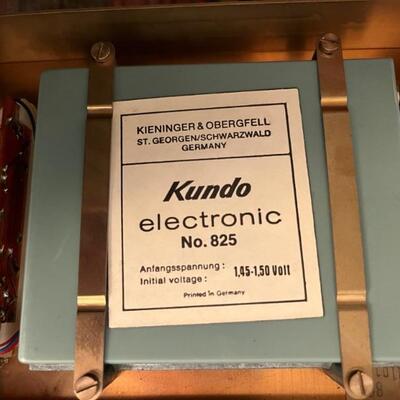 KIENINGER & OBERGFELL
ST. GEORGEN/SCHWARZWALD
GERMANY
Kundo
electronic
No. 825
Anfangsspannung :
Initial voltage : 1,45-1,50 Volt
Printed in Germany